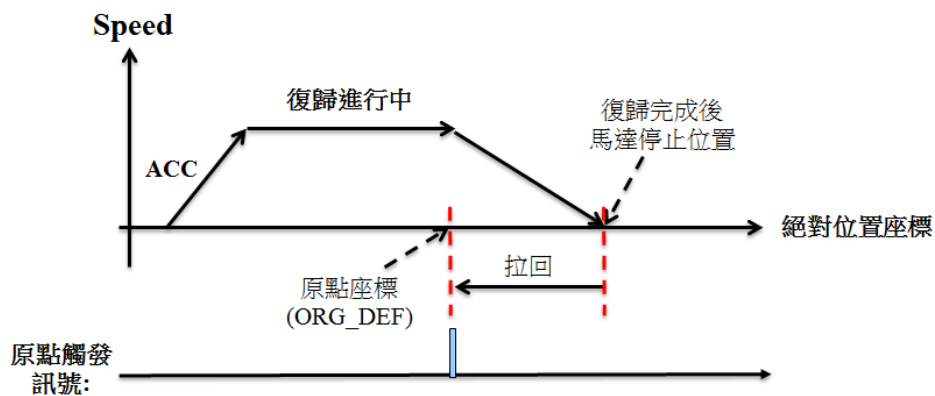 Speed
復歸進行中
復歸完成後
馬達停止位置
ACC
絕對位置座標
拉回
原點座標
(ORG_DEF)
原點觸發
訊號: